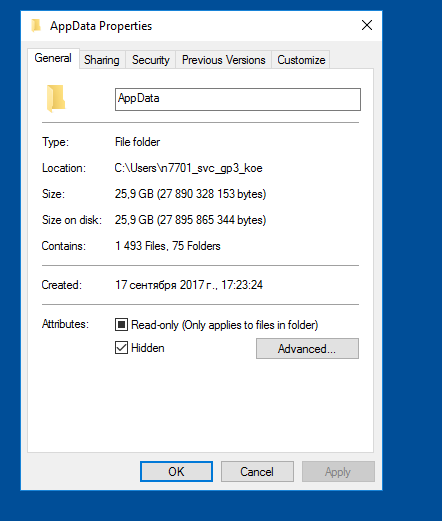 AppData Properties
General Sharing Security Previous Versions Customize
AppData
Type: File folder
Location: C:\Users\n7701_svc_gp3_koe
Size: 25,9 GB (27 890 328 153 bytes)
Size on disk: 25,9 GB (27 895 865 344 bytes)
Contains: 1 493 Files, 75 Folders
Created: 17 сентября 2017 г., 17:23:24
Attributes: Read-only (Only applies to files in folder)
Hidden Advanced...
OK Cancel Apply